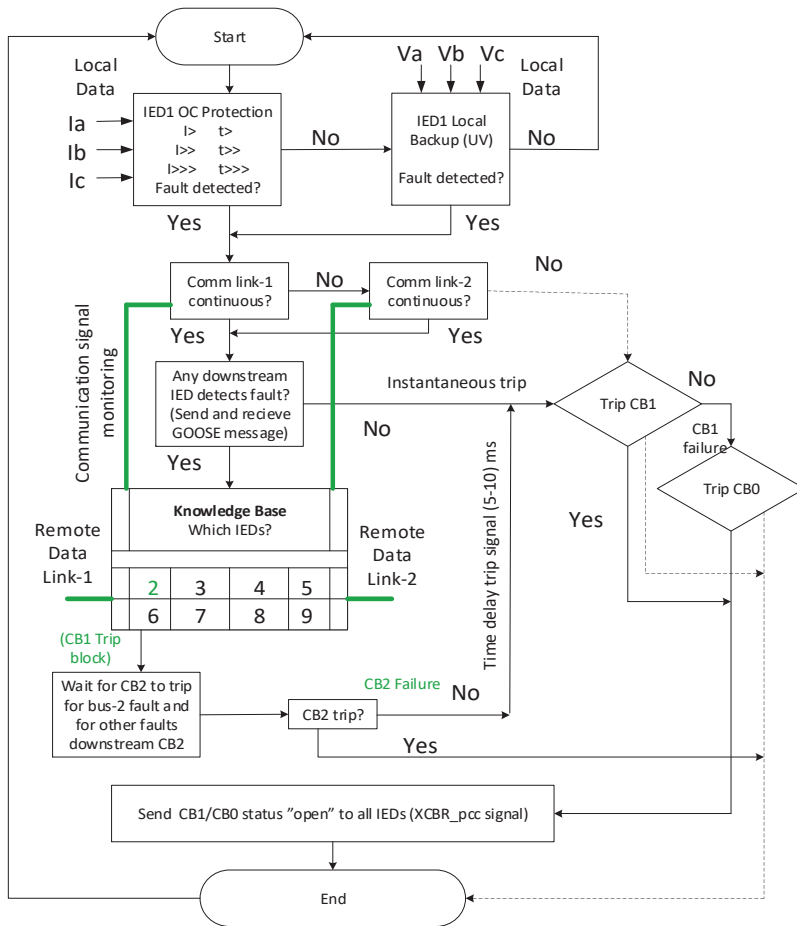 Start
Local
Data
Va Vb Vc
Local
Data
Ia
Ib
Ic
IED1 OC Protection
I> t>
I>> t>>
I>>> t>>>
Fault detected?
No
IED1 Local
Backup (UV)
Fault detected?
No
Yes
Yes
Comm link-1
continuous?
No
Comm link-2
continuous?
No
Yes
Yes
Communication signal
monitoring
Any downstream
IED detects fault?
(Send and recieve
GOOSE message)
Instantaneous trip
No
Yes
Trip CB1
No
CB1
failure
Trip CB0
Yes
Knowledge Base
Which IEDs?
Remote
Data
Link-1
Remote
Data
Link-2
2 3 4 5
6 7 8 9
Time delay trip signal (5-10) ms
(CB1 Trip
block)
Wait for CB2 to trip
for bus-2 fault and
for other faults
downstream CB2
CB2 trip?
CB2 Failure
No
Yes
Send CB1/CB0 status ”open” to all IEDs (XCBR_pcc signal)
End